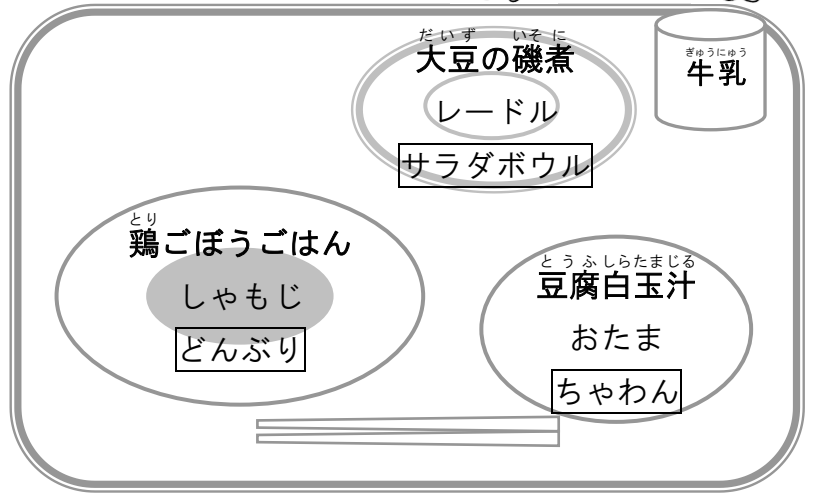 だいず いそに
大豆の磯煮
レードル
サラダボウル
ぎゅうにゅう
牛乳
とり
鶏ごぼうごはん
しゃもじ
どんぶり
とうふしらたまじる
豆腐白玉汁
おたま
ちゃわん